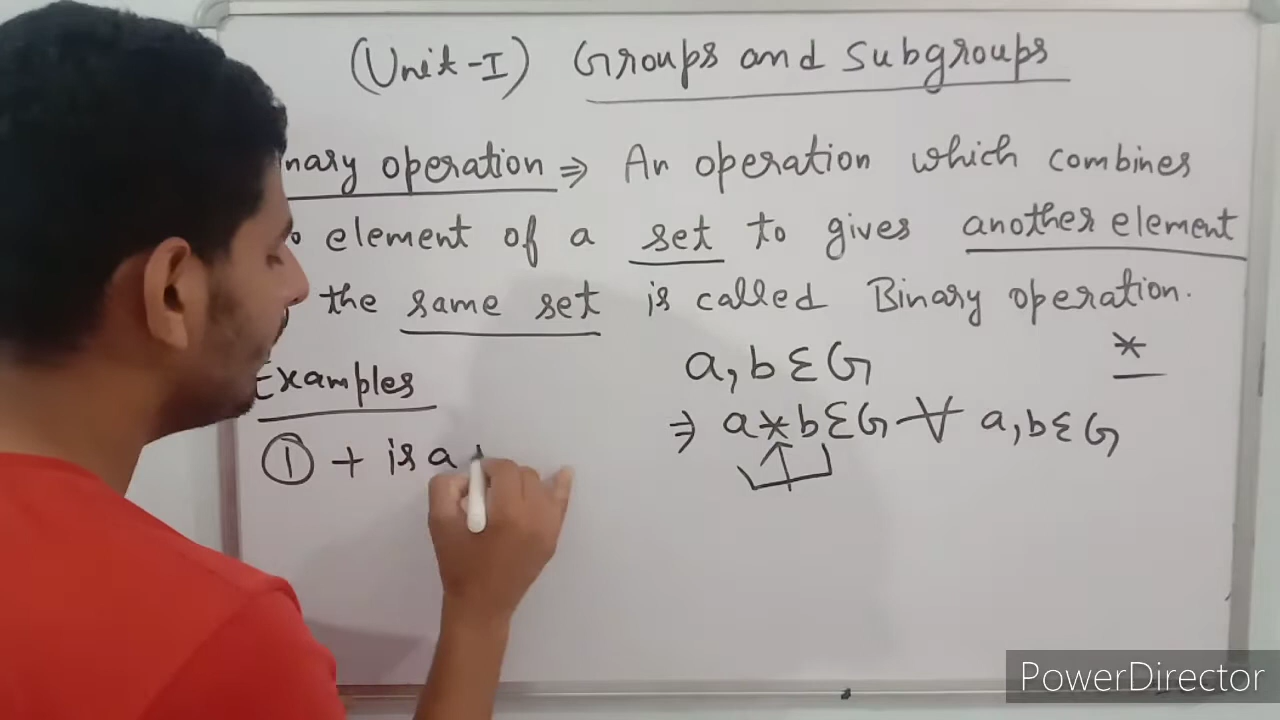 (Unit-I) Groups and Subgroups
nary operation ⇒ An operation which combines
o element of a set to gives another element
the same set is called Binary operation.
Examples
a, b ε G
*
⇒ a * b ε G ∀ a, b ε G
① + is a
PowerDirector